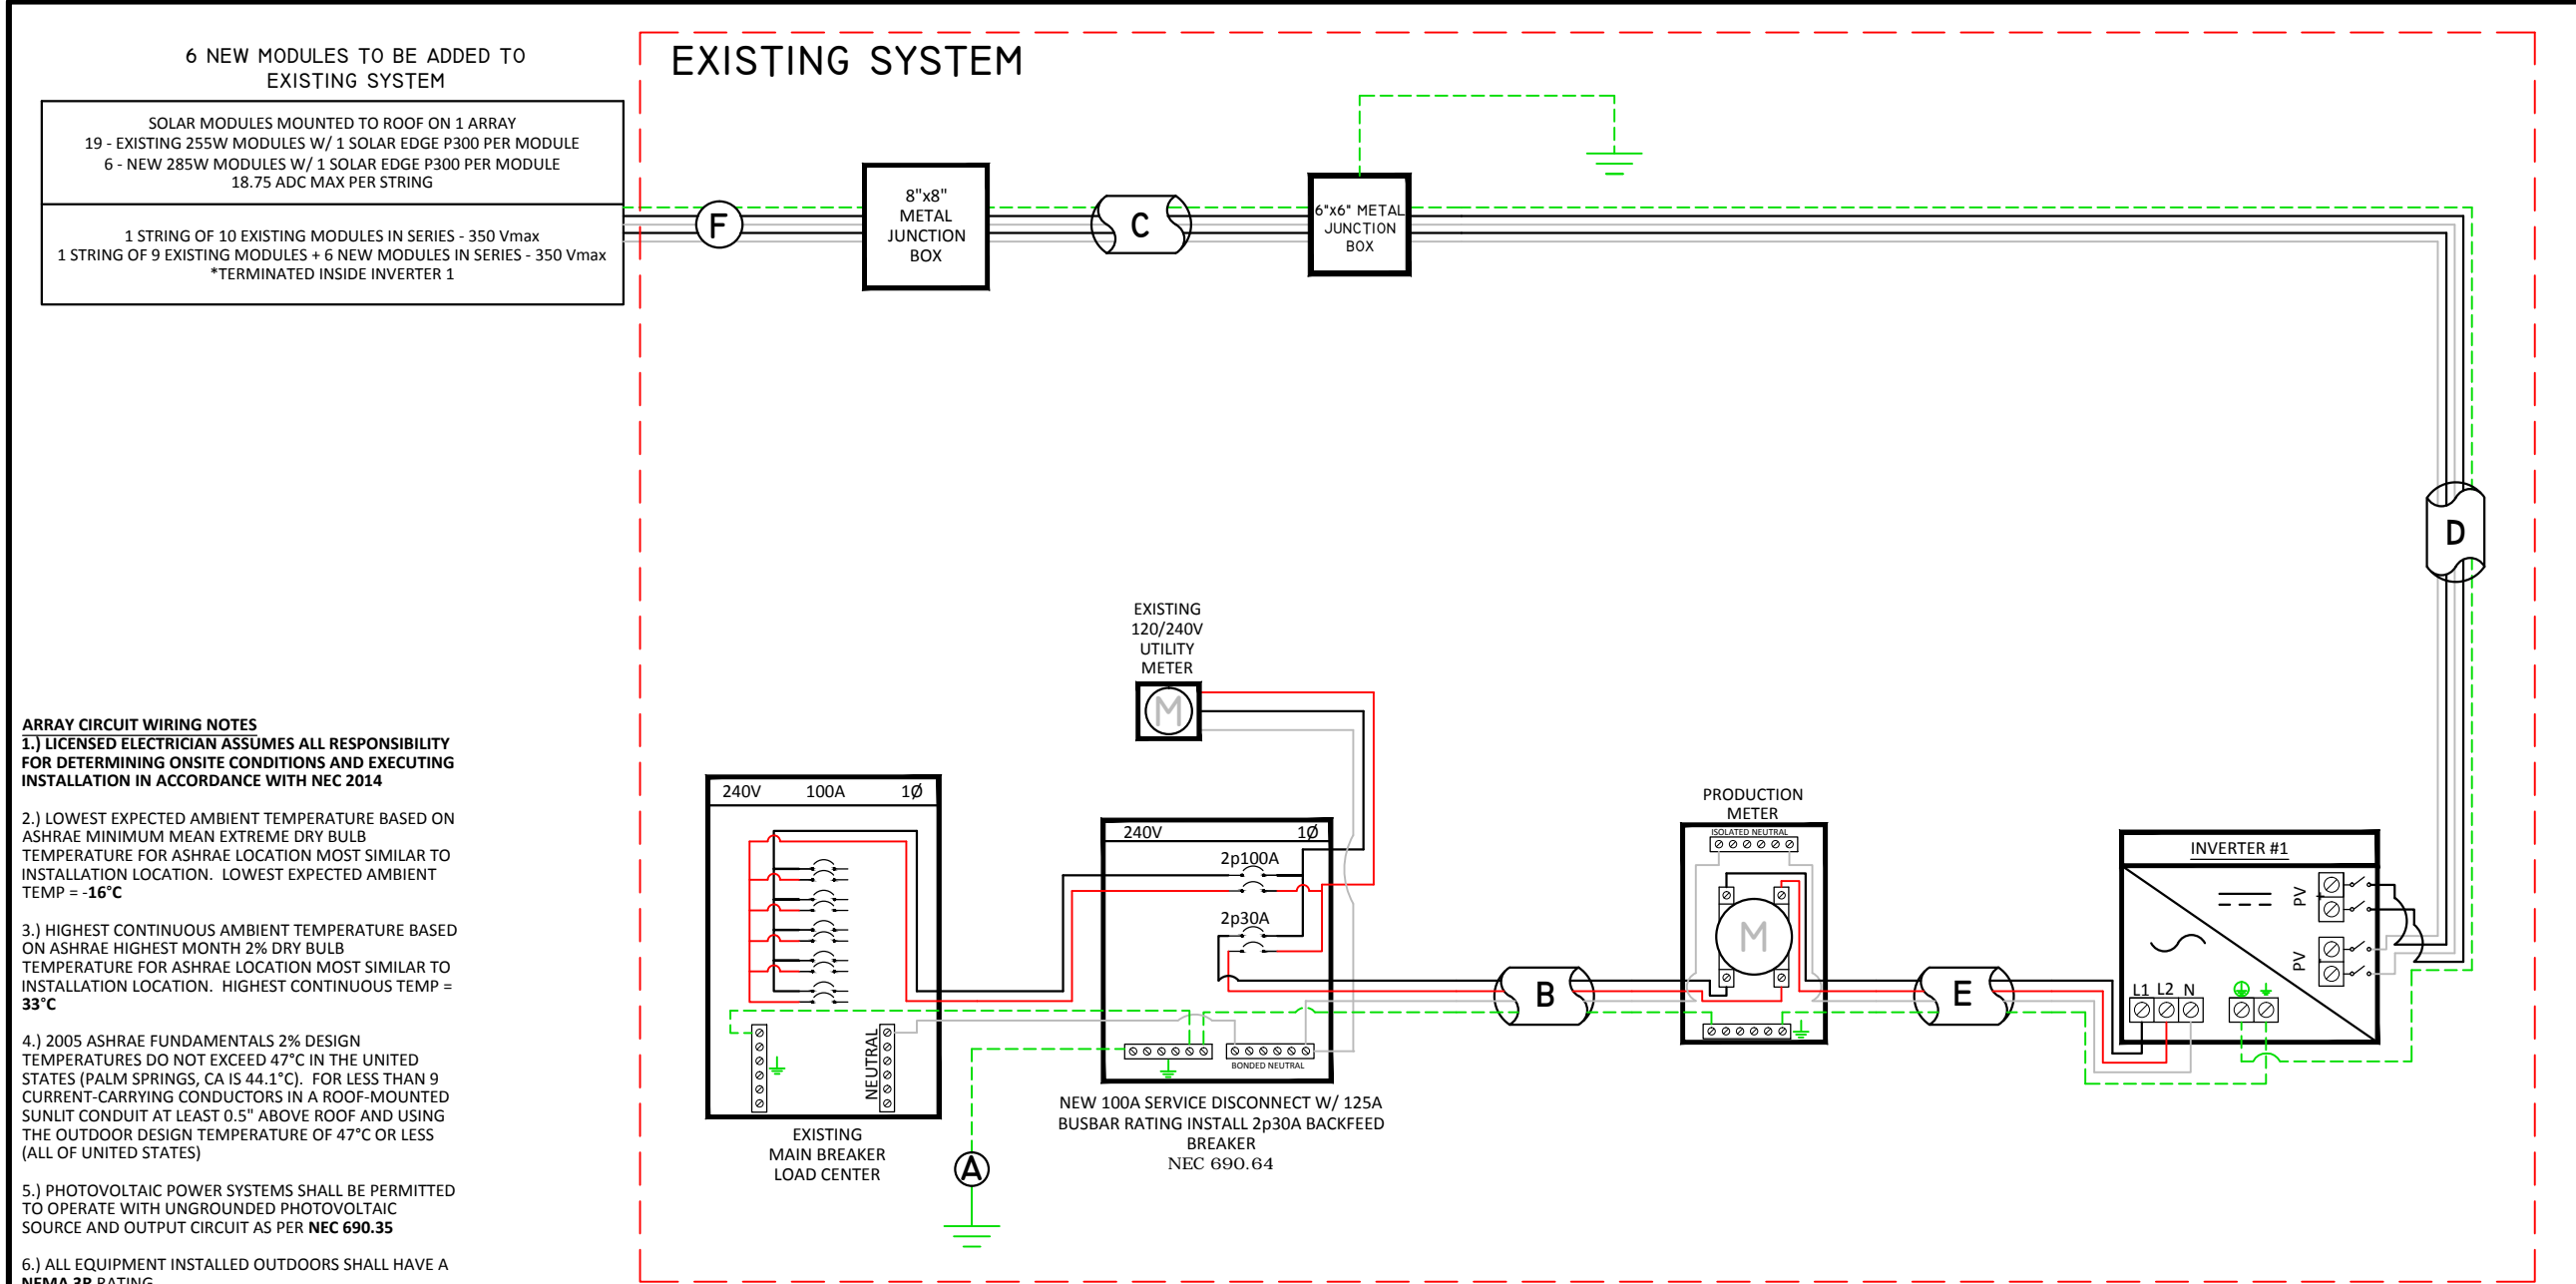 6 NEW MODULES TO BE ADDED TO
EXISTING SYSTEM
SOLAR MODULES MOUNTED TO ROOF ON 1 ARRAY
19 - EXISTING 255W MODULES W/ 1 SOLAR EDGE P300 PER MODULE
6 - NEW 285W MODULES W/ 1 SOLAR EDGE P300 PER MODULE
18.75 ADC MAX PER STRING
1 STRING OF 10 EXISTING MODULES IN SERIES - 350 Vmax
1 STRING OF 9 EXISTING MODULES + 6 NEW MODULES IN SERIES - 350 Vmax
*TERMINATED INSIDE INVERTER 1
EXISTING SYSTEM
F
8"x8"
METAL
JUNCTION
BOX
C
6"x6" METAL
JUNCTION
BOX
D
ARRAY CIRCUIT WIRING NOTES
1.) LICENSED ELECTRICIAN ASSUMES ALL RESPONSIBILITY
FOR DETERMINING ONSITE CONDITIONS AND EXECUTING
INSTALLATION IN ACCORDANCE WITH NEC 2014
2.) LOWEST EXPECTED AMBIENT TEMPERATURE BASED ON
ASHRAE MINIMUM MEAN EXTREME DRY BULB
TEMPERATURE FOR ASHRAE LOCATION MOST SIMILAR TO
INSTALLATION LOCATION. LOWEST EXPECTED AMBIENT
TEMP = -16°C
3.) HIGHEST CONTINUOUS AMBIENT TEMPERATURE BASED
ON ASHRAE HIGHEST MONTH 2% DRY BULB
TEMPERATURE FOR ASHRAE LOCATION MOST SIMILAR TO
INSTALLATION LOCATION. HIGHEST CONTINUOUS TEMP =
33°C
4.) 2005 ASHRAE FUNDAMENTALS 2% DESIGN
TEMPERATURES DO NOT EXCEED 47°C IN THE UNITED
STATES (PALM SPRINGS, CA IS 44.1°C). FOR LESS THAN 9
CURRENT-CARRYING CONDUCTORS IN A ROOF-MOUNTED
SUNLIT CONDUIT AT LEAST 0.5" ABOVE ROOF AND USING
THE OUTDOOR DESIGN TEMPERATURE OF 47°C OR LESS
(ALL OF UNITED STATES)
5.) PHOTOVOLTAIC POWER SYSTEMS SHALL BE PERMITTED
TO OPERATE WITH UNGROUNDED PHOTOVOLTAIC
SOURCE AND OUTPUT CIRCUIT AS PER NEC 690.35
6.) ALL EQUIPMENT INSTALLED OUTDOORS SHALL HAVE A
NEMA 3R RATING
240V 100A 1Ø
NEUTRAL
EXISTING
MAIN BREAKER
LOAD CENTER
A
EXISTING
120/240V
UTILITY
METER
M
240V 1Ø
2p100A
2p30A
BONDED NEUTRAL
NEW 100A SERVICE DISCONNECT W/ 125A
BUSBAR RATING INSTALL 2p30A BACKFEED
BREAKER
NEC 690.64
B
PRODUCTION
METER
ISOLATED NEUTRAL
M
E
INVERTER #1
PV
+
PV
L1 L2 N